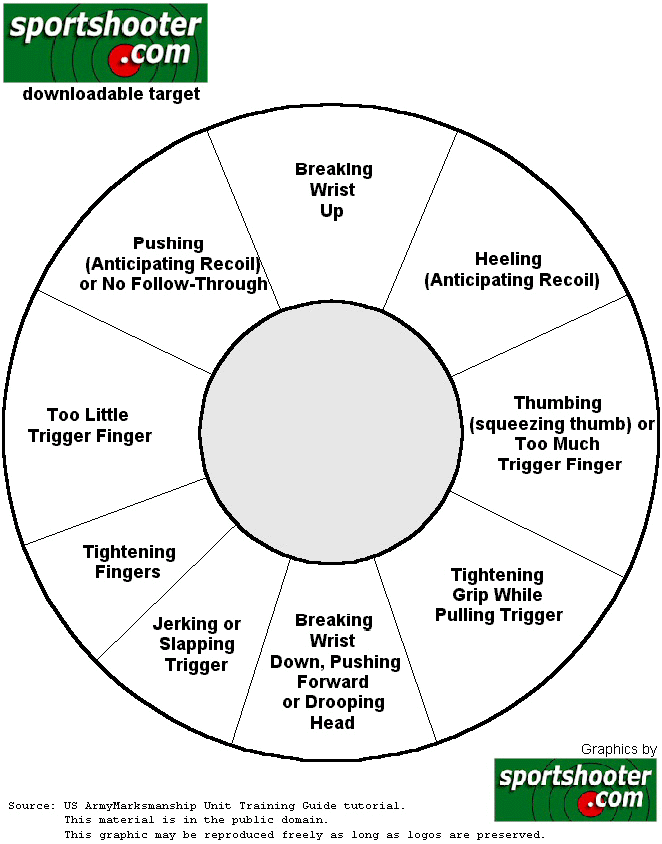 sportshooter
.com
downloadable target
Breaking
Wrist
Up
Pushing
(Anticipating Recoil)
or No Follow-Through
Heeling
(Anticipating Recoil)
Too Little
Trigger Finger
Thumbing
(squeezing thumb) or
Too Much
Trigger Finger
Tightening
Fingers
Tightening
Grip While
Pulling Trigger
Jerking or
Slapping
Trigger
Breaking
Wrist
Down, Pushing
Forward
or Drooping
Head
Graphics by
sportshooter
.com
Source: US ArmyMarksmanship Unit Training Guide tutorial.
This material is in the public domain.
This graphic may be reproduced freely as long as logos are preserved.